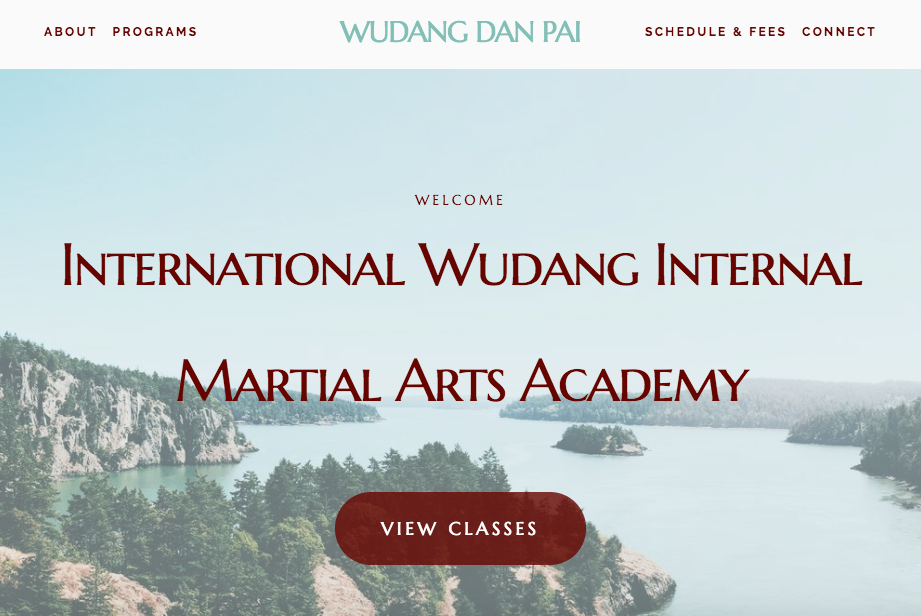 ABOUT PROGRAMS WUDANG DAN PAI SCHEDULE & FEES CONNECT
WELCOME
International Wudang Internal
Martial Arts Academy
VIEW CLASSES